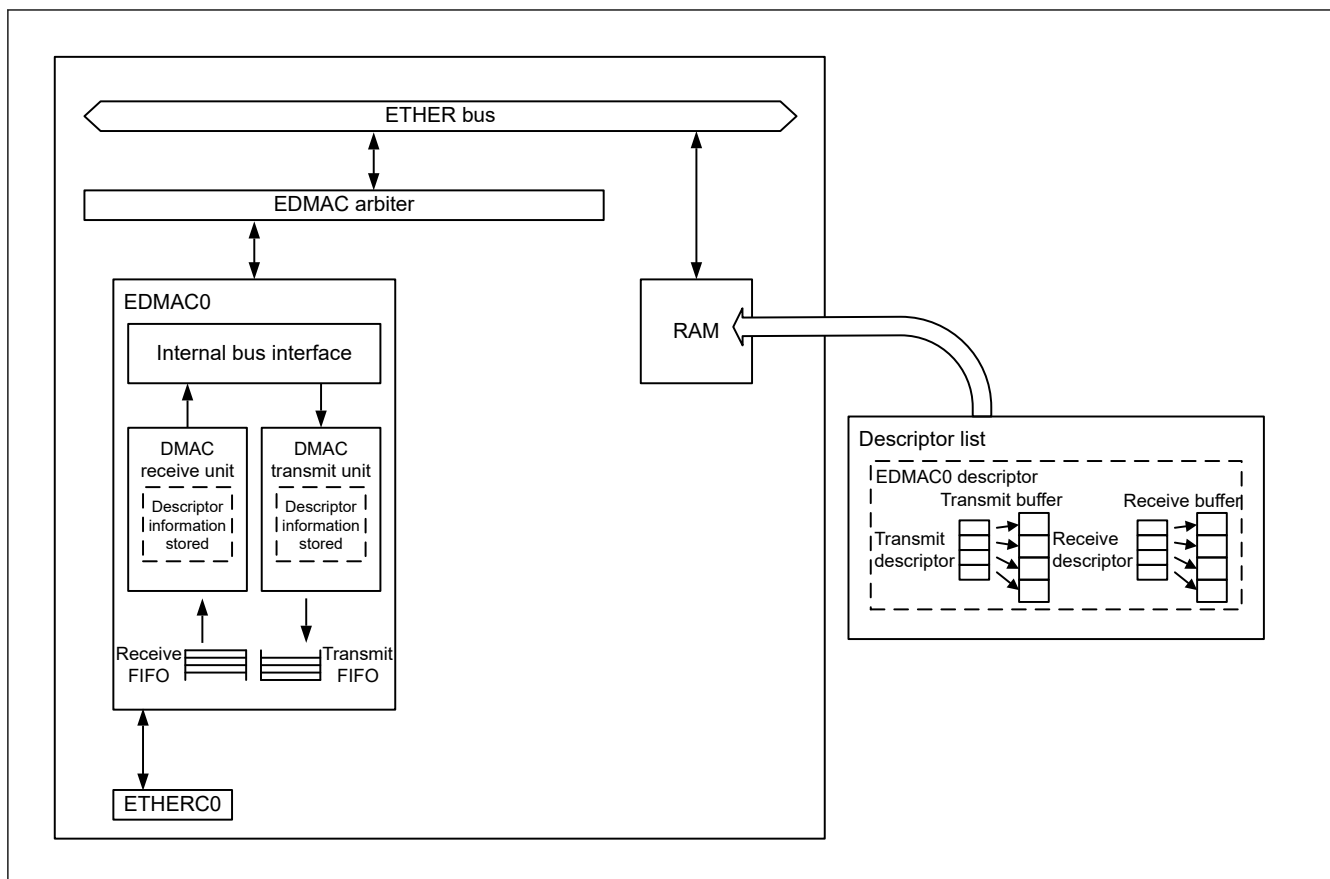 ETHER bus
EDMAC arbiter
EDMAC0
Internal bus interface
DMAC
receive unit
Descriptor
information
stored
DMAC
transmit unit
Descriptor
information
stored
Receive
FIFO
Transmit
FIFO
ETHERC0
RAM
Descriptor list
EDMAC0 descriptor
Transmit buffer
Receive buffer
Transmit
descriptor
Receive
descriptor